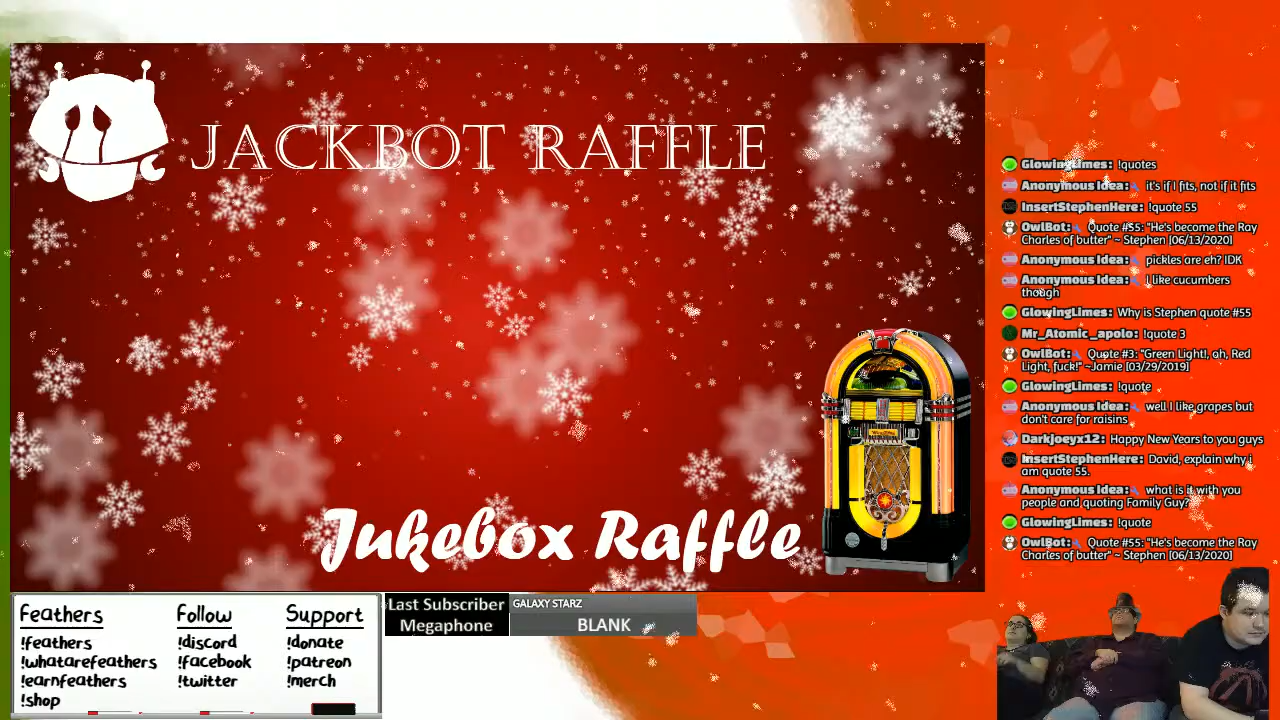 JACKBOT RAFFLE
Jukebox Raffle
GlowingLimes: !quotes
Anonymous Idea: it's if I fits, not if it fits
InsertStephenHere: !quote 55
OwlBot: Quote #55: "He's become the Ray
Charles of butter" ~ Stephen [06/13/2020]
Anonymous Idea: pickles are eh? IDK
Anonymous Idea: I like cucumbers
though
GlowingLimes: Why is Stephen quote #55
Mr_Atomic_apolo: !quote 3
OwlBot: Quote #3: "Green Light!, oh, Red
Light, fuck!" ~Jamie [03/29/2019]
GlowingLimes: !quote
Anonymous Idea: well I like grapes but
don't care for raisins
Darkjoeyx12: Happy New Years to you guys
InsertStephenHere: David, explain why i
am quote 55.
Anonymous Idea: what is it with you
people and quoting Family Guy?
GlowingLimes: !quote
OwlBot: Quote #55: "He's become the Ray
Charles of butter" ~ Stephen [06/13/2020]
Feathers
!feathers
!whatarefeathers
!earnfeathers
!shop
Follow
!discord
!facebook
!twitter
Support
!donate
!patreon
!merch
Last Subscriber
Megaphone
GALAXY STARZ
BLANK